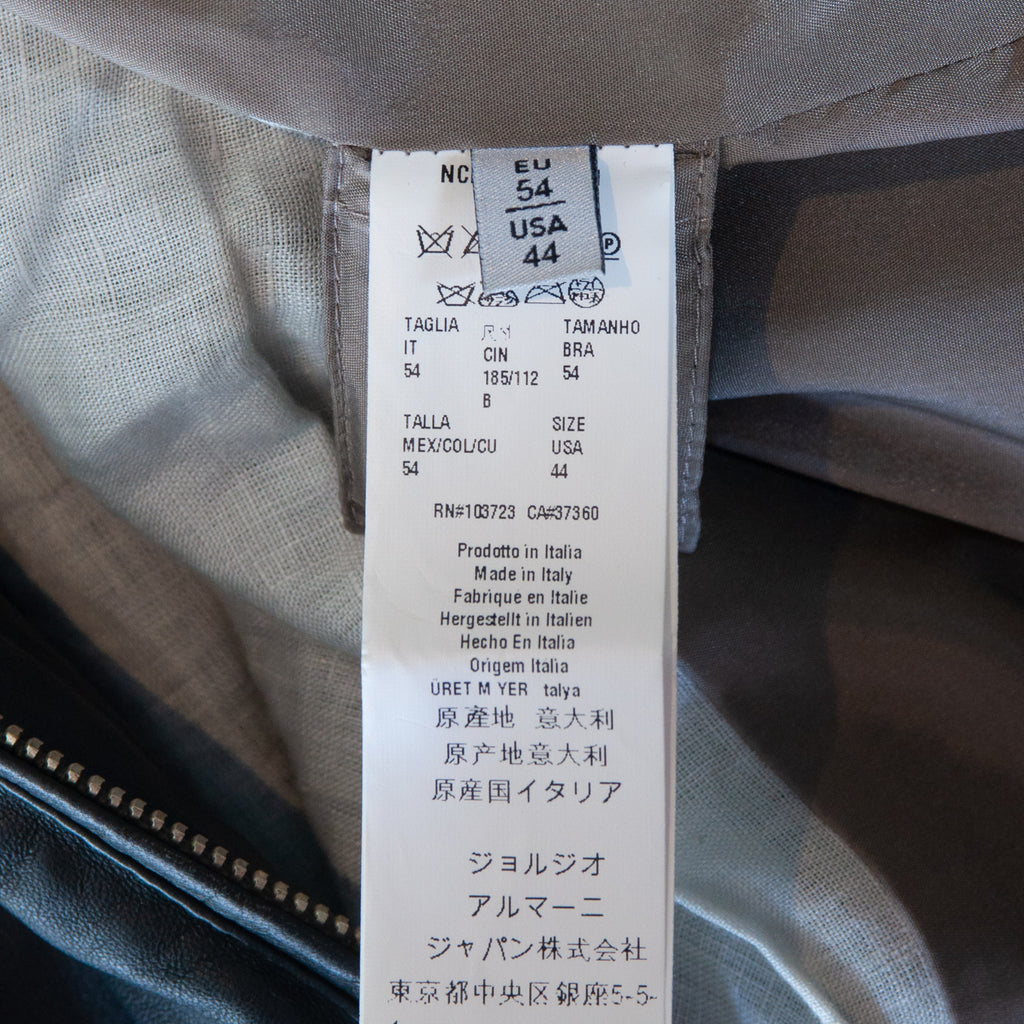 EU
54
USA
44
NC
TAGLIA
IT
54
尺寸
CIN
185/112
B
TAMANHO
BRA
54
TALLA
MEX/COL/CU
54
SIZE
USA
44
RN#103723 CA#37360
Prodotto in Italia
Made in Italy
Fabrique en Italie
Hergestellt in Italien
Hecho En Italia
Origem Italia
ÜRET M YER talya
原產地 意大利
原产地意大利
原産国イタリア
ジョルジオ
アルマーニ
ジャパン株式会社
東京都中央区銀座5-5-